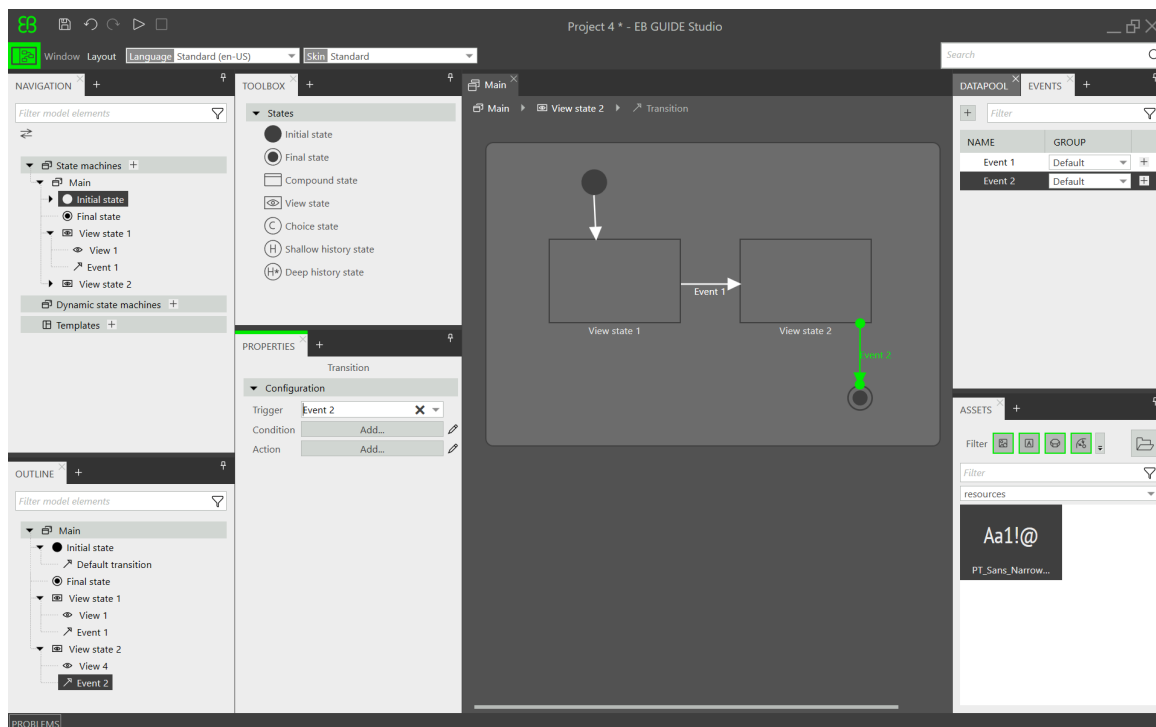 EB
Project 4 * - EB GUIDE Studio
Window Layout Language Standard (en-US) Skin Standard
Search
NAVIGATION
Filter model elements
State machines
Main
Initial state
Final state
View state 1
View 1
Event 1
View state 2
Dynamic state machines
Templates
OUTLINE
Filter model elements
Main
Initial state
Default transition
Final state
View state 1
View 1
Event 1
View state 2
View 4
Event 2
TOOLBOX
States
Initial state
Final state
Compound state
View state
C Choice state
H Shallow history state
H* Deep history state
PROPERTIES
Transition
Configuration
Trigger Event 2
Condition Add...
Action Add...
Main
Main View state 2 Transition
Event 1
View state 1
View state 2
Event 2
DATAPOOL EVENTS
Filter
NAME GROUP
Event 1 Default
Event 2 Default
ASSETS
Filter
Filter
resources
Aa1!@
PT_Sans_Narrow...
PROBLEMS